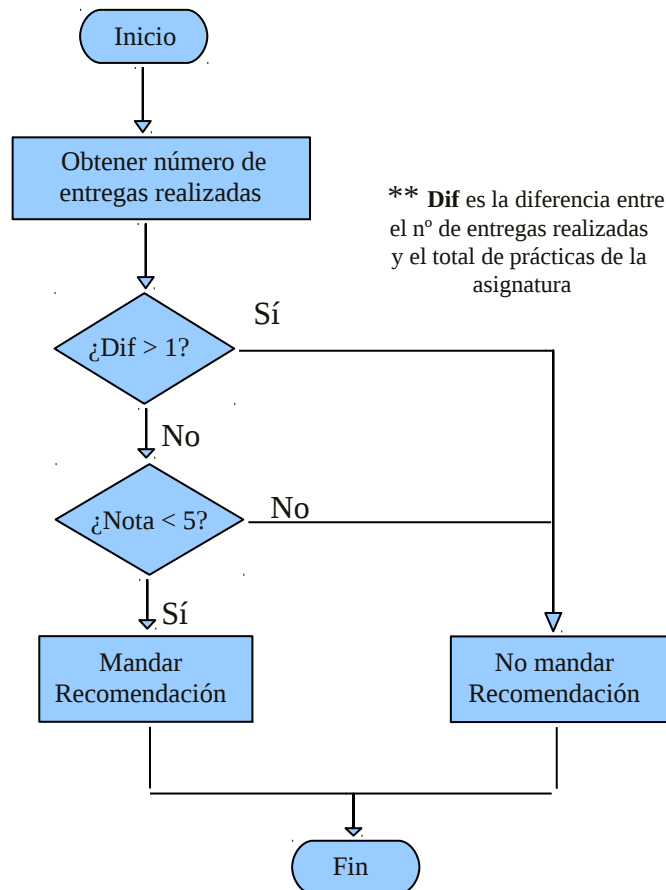 Inicio
Obtener número de
entregas realizadas
** Dif es la diferencia entre
el nº de entregas realizadas
y el total de prácticas de la
asignatura
Sí
¿Dif > 1?
No
¿Nota < 5?
No
Sí
Mandar
Recomendación
No mandar
Recomendación
Fin